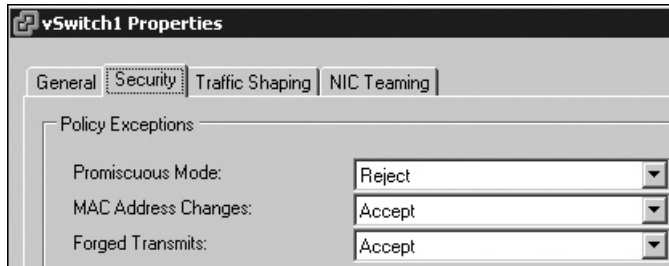 vSwitch1 Properties
General Security Traffic Shaping NIC Teaming
Policy Exceptions
Promiscuous Mode: Reject
MAC Address Changes: Accept
Forged Transmits: Accept